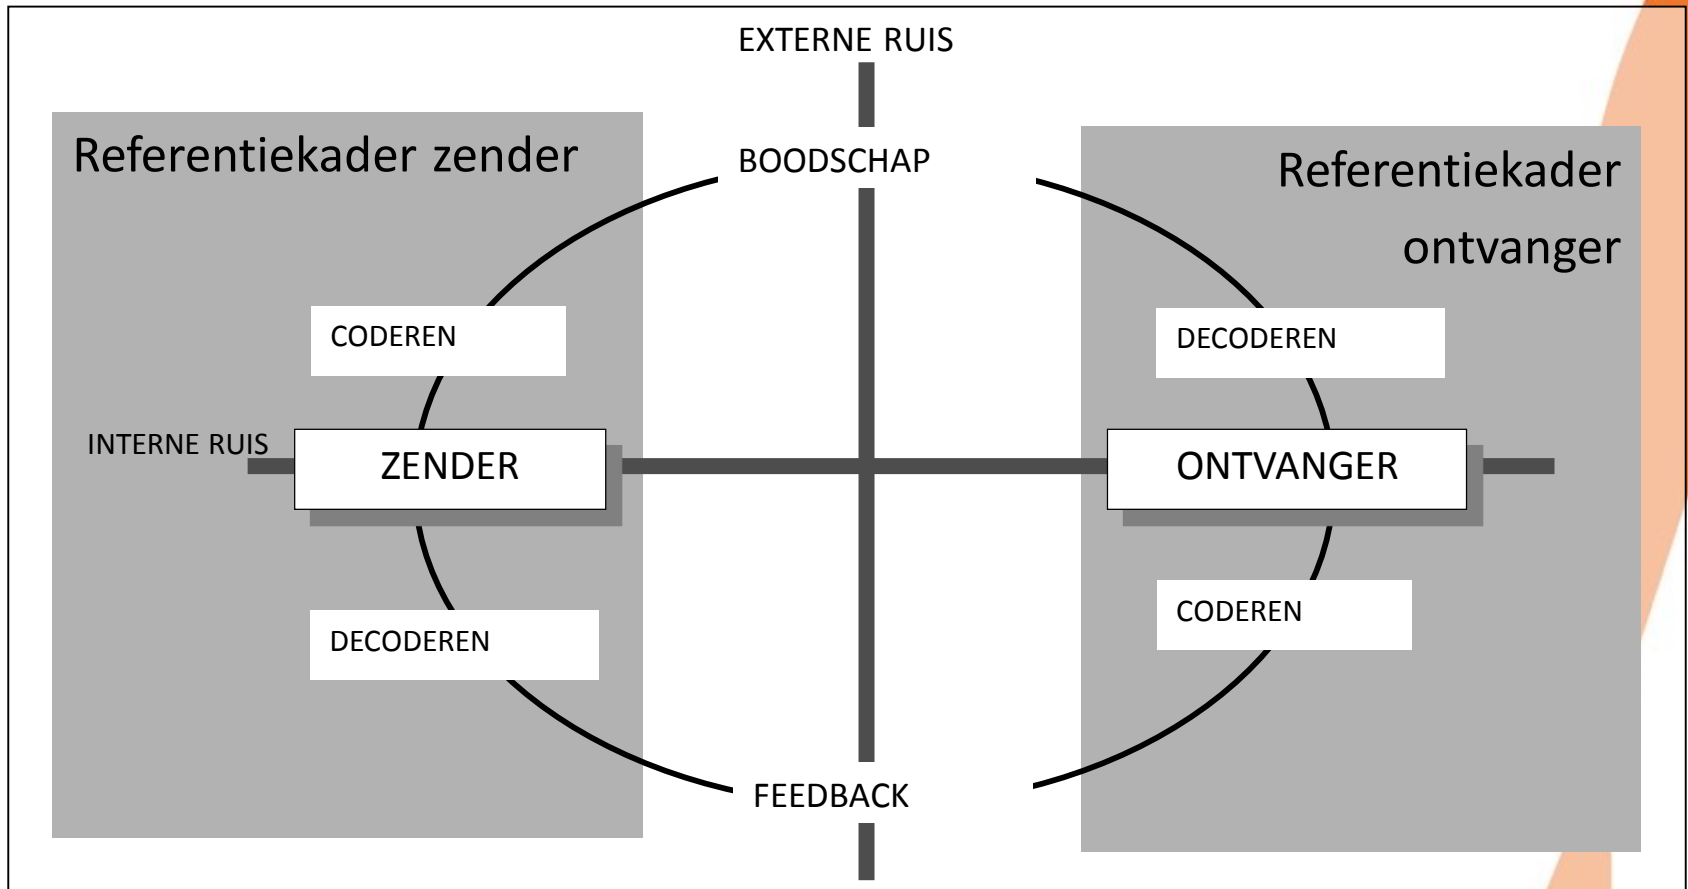 EXTERNE RUIS
Referentiekader zender
BOODSCHAP
Referentiekader
ontvanger
CODEREN
DECODEREN
INTERNE RUIS
ZENDER
ONTVANGER
DECODEREN
CODEREN
FEEDBACK